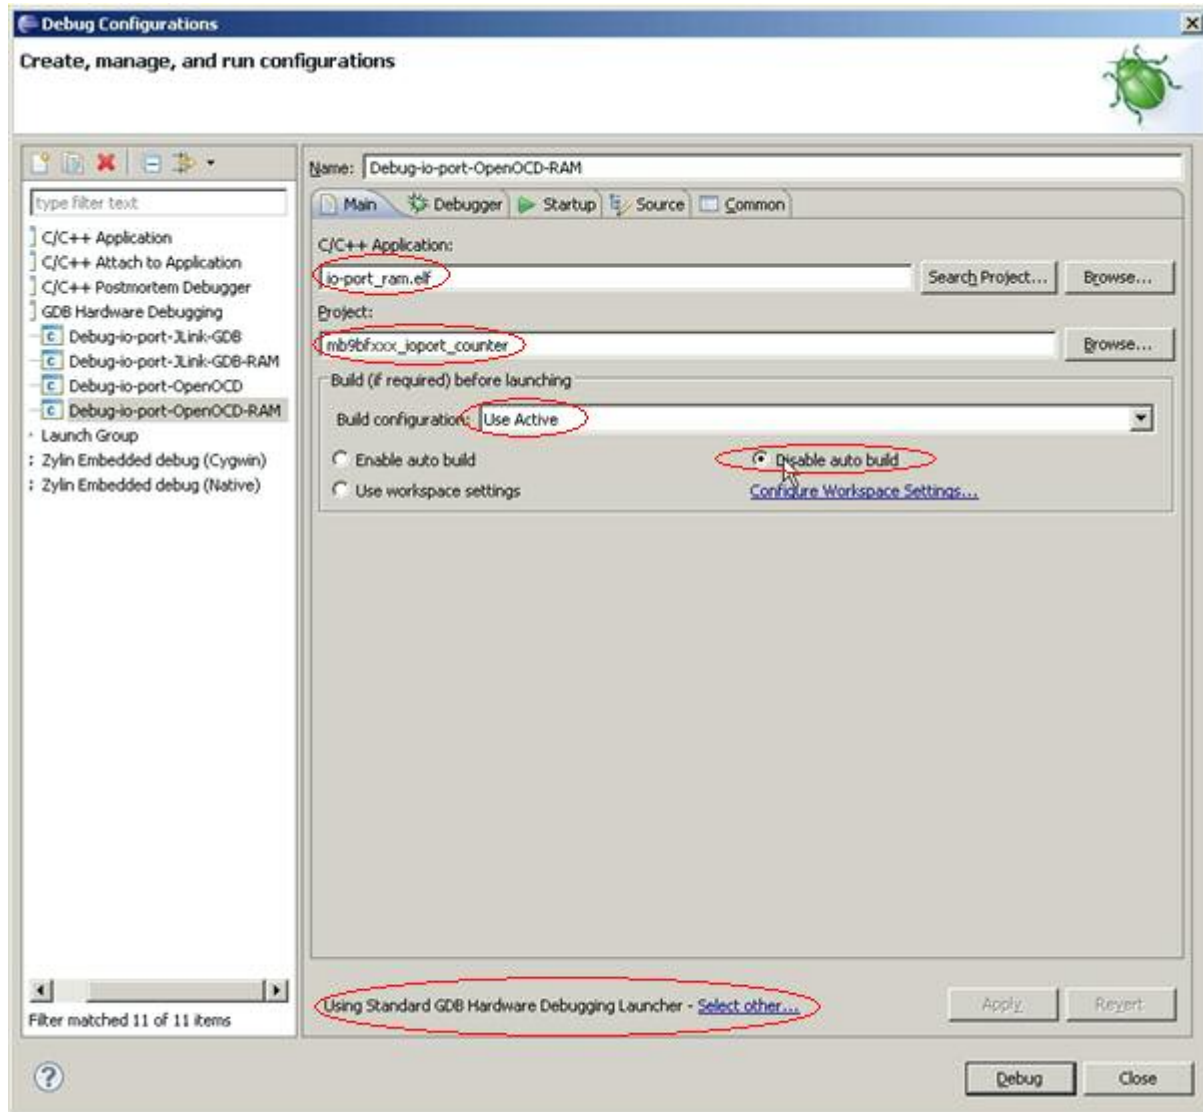 Debug Configurations
Create, manage, and run configurations
type filter text
C/C++ Application
C/C++ Attach to Application
C/C++ Postmortem Debugger
GDB Hardware Debugging
Debug-io-port-JLink-GDB
Debug-io-port-JLink-GDB-RAM
Debug-io-port-OpenOCD
Debug-io-port-OpenOCD-RAM
Launch Group
Zylin Embedded debug (Cygwin)
Zylin Embedded debug (Native)
Filter matched 11 of 11 items
Name: Debug-io-port-OpenOCD-RAM
Main Debugger Startup Source Common
C/C++ Application:
io-port_ram.elf Search Project... Browse...
Project:
mb9bfxxx_ioport_counter Browse...
Build (if required) before launching
Build configuration: Use Active
Enable auto build Disable auto build
Use workspace settings Configure Workspace Settings...
Using Standard GDB Hardware Debugging Launcher - Select other... Apply Revert
Debug Close